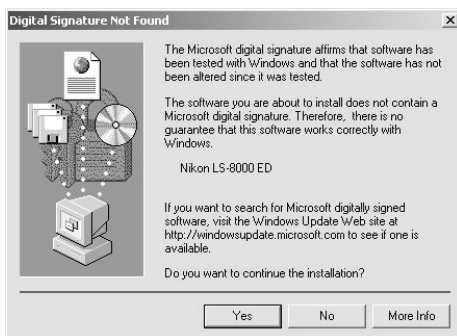 Digital Signature Not Found
The Microsoft digital signature affirms that software has
been tested with Windows and that the software has not
been altered since it was tested.
The software you are about to install does not contain a
Microsoft digital signature. Therefore, there is no
guarantee that this software works correctly with
Windows.
Nikon LS-8000 ED
If you want to search for Microsoft digitally signed
software, visit the Windows Update Web site at
http://windowsupdate.microsoft.com to see if one is
available.
Do you want to continue the installation?
Yes No More Info